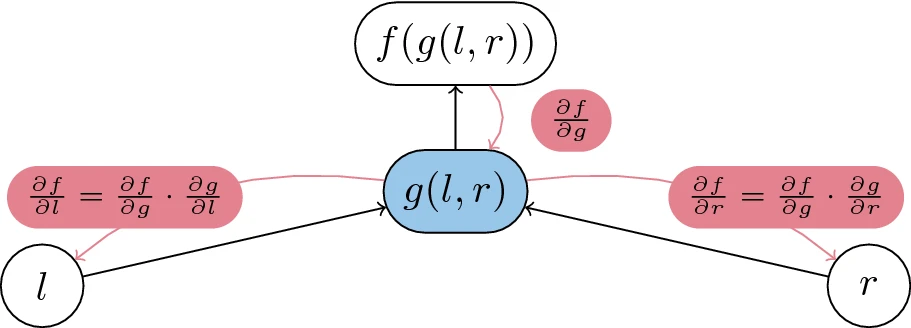 f(g(l, r))
∂f/∂g
∂f/∂l = ∂f/∂g · ∂g/∂l
g(l, r)
∂f/∂r = ∂f/∂g · ∂g/∂r
l
r